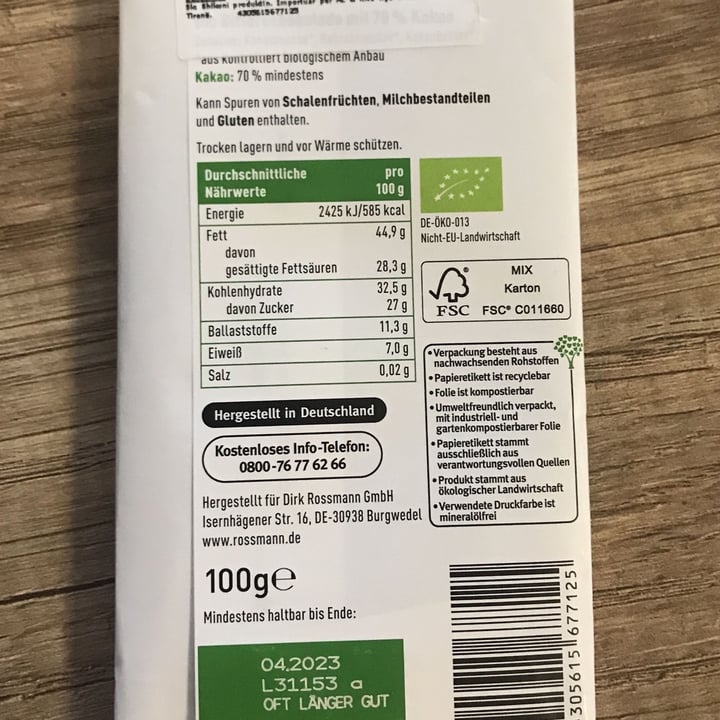 4305615677123
aus kontrolliert biologischem Anbau
Kakao: 70 % mindestens
Kann Spuren von Schalenfrüchten, Milchbestandteilen
und Gluten enthalten.
Trocken lagern und vor Wärme schützen.
Durchschnittliche pro
Nährwerte 100 g
Energie 2425 kJ/585 kcal
Fett 44,9 g
davon
gesättigte Fettsäuren 28,3 g
Kohlenhydrate 32,5 g
davon Zucker 27 g
Ballaststoffe 11,3 g
Eiweiß 7,0 g
Salz 0,02 g
DE-ÖKO-013
Nicht-EU-Landwirtschaft
MIX
Karton
FSC FSC® C011660
• Verpackung besteht aus
nachwachsenden Rohstoffen
• Papieretikett ist recyclebar
• Folie ist kompostierbar
• Umweltfreundlich verpackt,
mit industriell- und
gartenkompostierbarer Folie
• Papieretikett stammt
ausschließlich aus
verantwortungsvollen Quellen
• Produkt stammt aus
ökologischer Landwirtschaft
• Verwendete Druckfarbe ist
mineralölfrei
Hergestellt in Deutschland
Kostenloses Info-Telefon:
0800-76 77 62 66
Hergestellt für Dirk Rossmann GmbH
Isernhägener Str. 16, DE-30938 Burgwedel
www.rossmann.de
100g℮
Mindestens haltbar bis Ende:
04.2023
L31153 a
OFT LÄNGER GUT
305615 677125